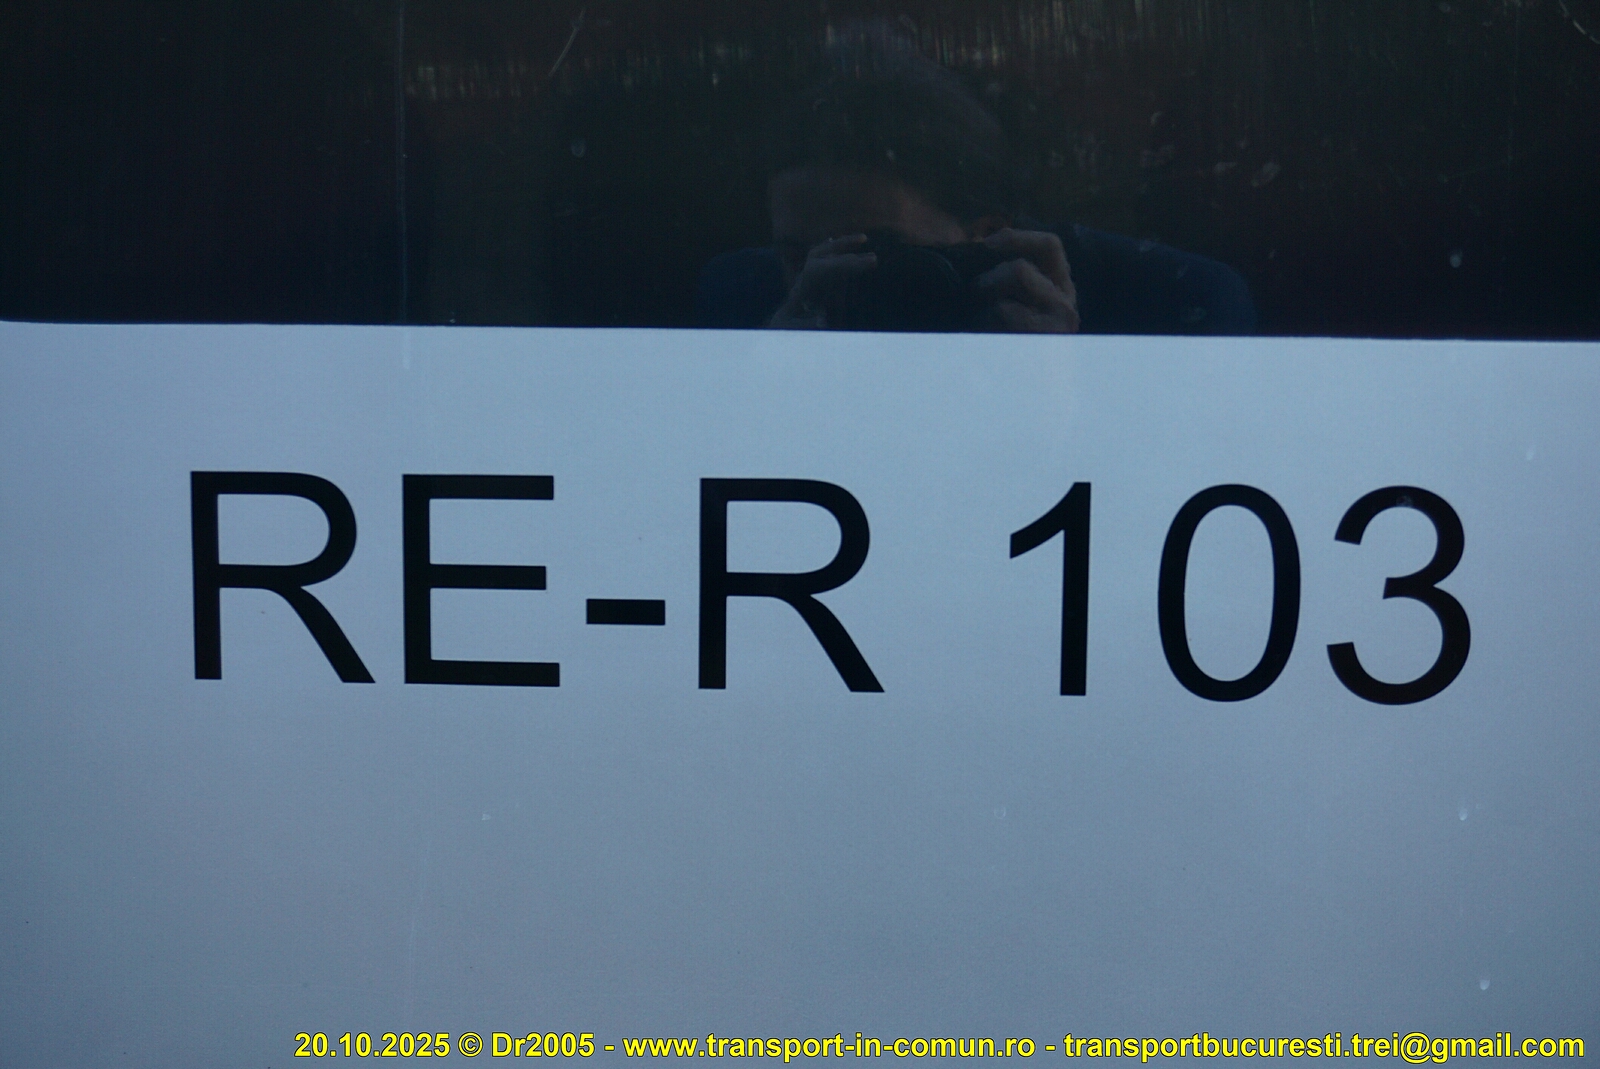 RE-R 103
20.10.2025 © Dr2005 - www.transport-in-comun.ro - transportbucuresti.trei@gmail.com